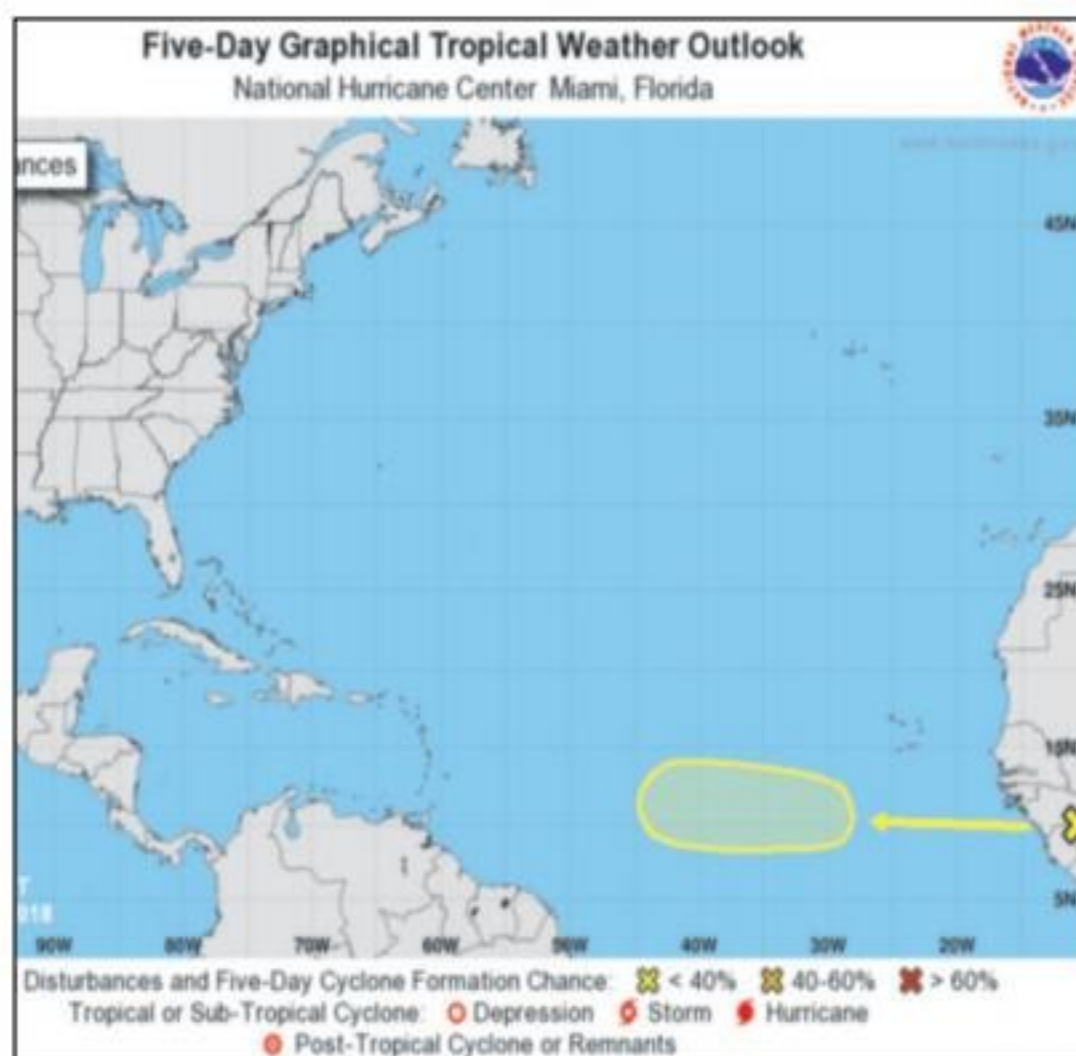 Five-Day Graphical Tropical Weather Outlook
National Hurricane Center Miami, Florida
ances
45N
35N
25N
15N
5N
T
018
90W 80W 70W 60W 50W 40W 30W 20W
Disturbances and Five-Day Cyclone Formation Chance: < 40% 40-60% > 60%
Tropical or Sub-Tropical Cyclone: Depression Storm Hurricane
Post-Tropical Cyclone or Remnants